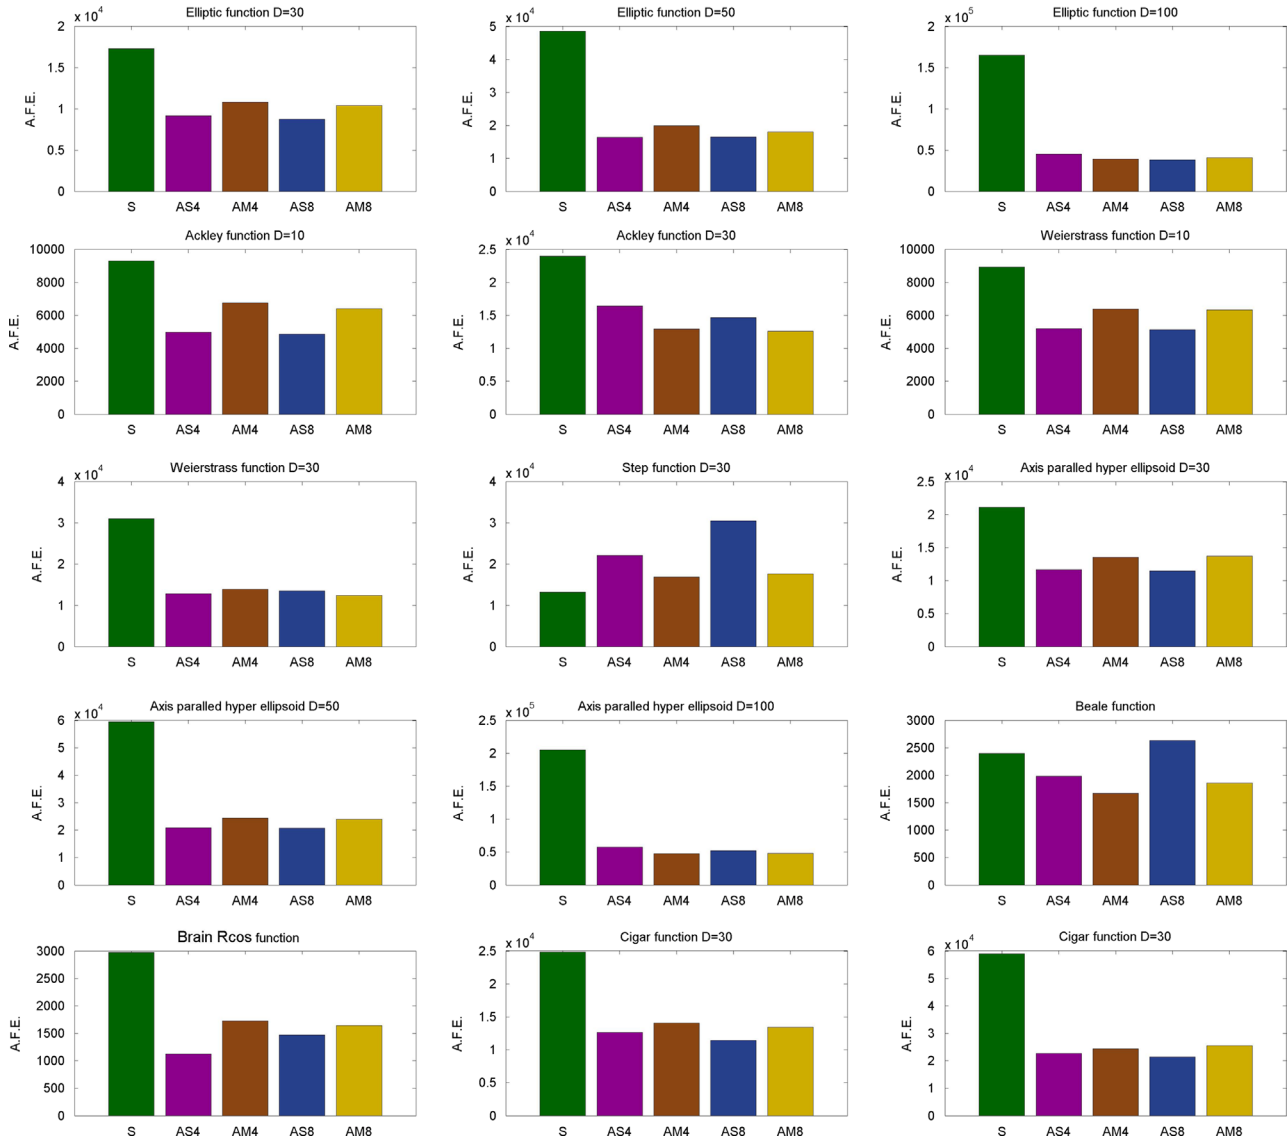 Elliptic function D=30
x 10^4
2
1.5
1
0.5
0
A.F.E.
S AS4 AM4 AS8 AM8
Elliptic function D=50
x 10^4
5
4
3
2
1
0
A.F.E.
S AS4 AM4 AS8 AM8
Elliptic function D=100
x 10^5
2
1.5
1
0.5
0
A.F.E.
S AS4 AM4 AS8 AM8
Ackley function D=10
10000
8000
6000
4000
2000
0
A.F.E.
S AS4 AM4 AS8 AM8
Ackley function D=30
x 10^4
2.5
2
1.5
1
0.5
0
A.F.E.
S AS4 AM4 AS8 AM8
Weierstrass function D=10
10000
8000
6000
4000
2000
0
A.F.E.
S AS4 AM4 AS8 AM8
Weierstrass function D=30
x 10^4
4
3
2
1
0
A.F.E.
S AS4 AM4 AS8 AM8
Step function D=30
x 10^4
4
3
2
1
0
A.F.E.
S AS4 AM4 AS8 AM8
Axis paralled hyper ellipsoid D=30
x 10^4
2.5
2
1.5
1
0.5
0
A.F.E.
S AS4 AM4 AS8 AM8
Axis paralled hyper ellipsoid D=50
x 10^4
6
5
4
3
2
1
0
A.F.E.
S AS4 AM4 AS8 AM8
Axis paralled hyper ellipsoid D=100
x 10^5
2.5
2
1.5
1
0.5
0
A.F.E.
S AS4 AM4 AS8 AM8
Beale function
3000
2500
2000
1500
1000
500
0
A.F.E.
S AS4 AM4 AS8 AM8
Brain Rcos function
3000
2500
2000
1500
1000
500
0
A.F.E.
S AS4 AM4 AS8 AM8
Cigar function D=30
x 10^4
2.5
2
1.5
1
0.5
0
A.F.E.
S AS4 AM4 AS8 AM8
Cigar function D=30
x 10^4
6
5
4
3
2
1
0
A.F.E.
S AS4 AM4 AS8 AM8